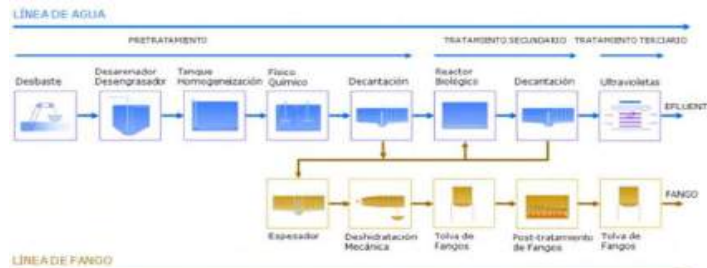 LÍNEA DE AGUA
PRETRATAMIENTO
TRATAMIENTO SECUNDARIO
TRATAMIENTO TERCIARIO
Desbaste
Desarenador
Desengrasador
Tanque
Homogeneización
Físico
Químico
Decantación
Reactor
Biológico
Decantación
Ultravioletas
EFLUENT
FANGO
Espesador
Deshidratación
Mecánica
Tolva de
Fangos
Post-tratamiento
de Fangos
Tolva de
Fangos
LÍNEA DE FANGO